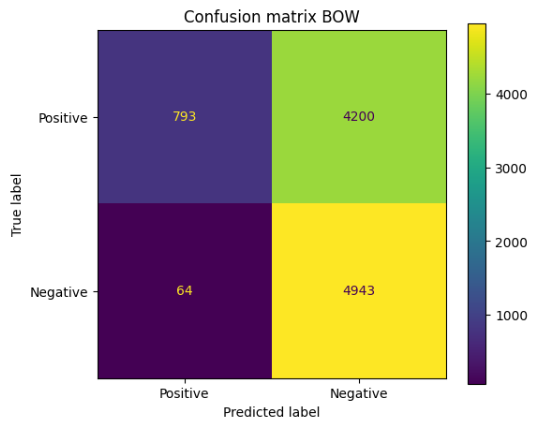 Confusion matrix BOW
True label
Positive
793
4200
Negative
64
4943
Positive
Negative
Predicted label
4000
3000
2000
1000